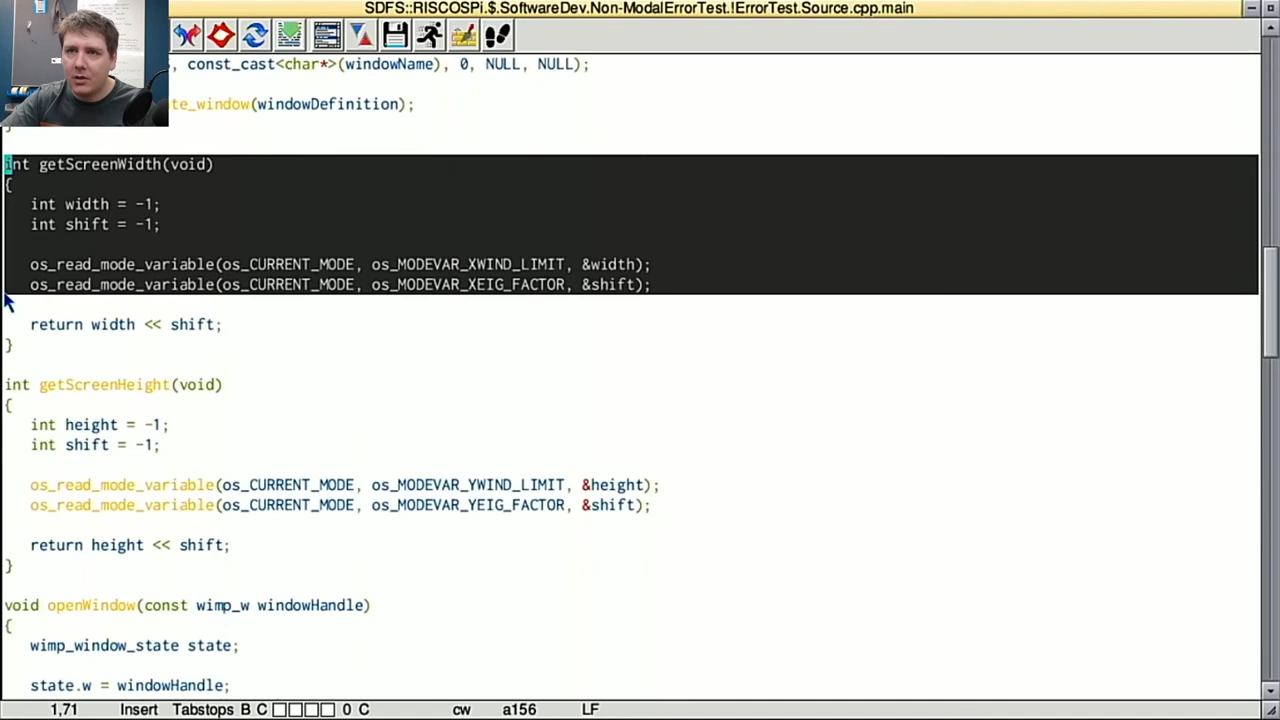 SDFS::RISCOSPi.$.SoftwareDev.Non-ModalErrorTest.!ErrorTest.Source.cpp.main
, const_cast<char*>(windowName), 0, NULL, NULL);
te_window(windowDefinition);
}
int getScreenWidth(void)
{
int width = -1;
int shift = -1;
os_read_mode_variable(os_CURRENT_MODE, os_MODEVAR_XWIND_LIMIT, &width);
os_read_mode_variable(os_CURRENT_MODE, os_MODEVAR_XEIG_FACTOR, &shift);
return width << shift;
}
int getScreenHeight(void)
{
int height = -1;
int shift = -1;
os_read_mode_variable(os_CURRENT_MODE, os_MODEVAR_YWIND_LIMIT, &height);
os_read_mode_variable(os_CURRENT_MODE, os_MODEVAR_YEIG_FACTOR, &shift);
return height << shift;
}
void openWindow(const wimp_w windowHandle)
{
wimp_window_state state;
state.w = windowHandle;
1,71 Insert Tabstops B C 0 C cw a156 LF